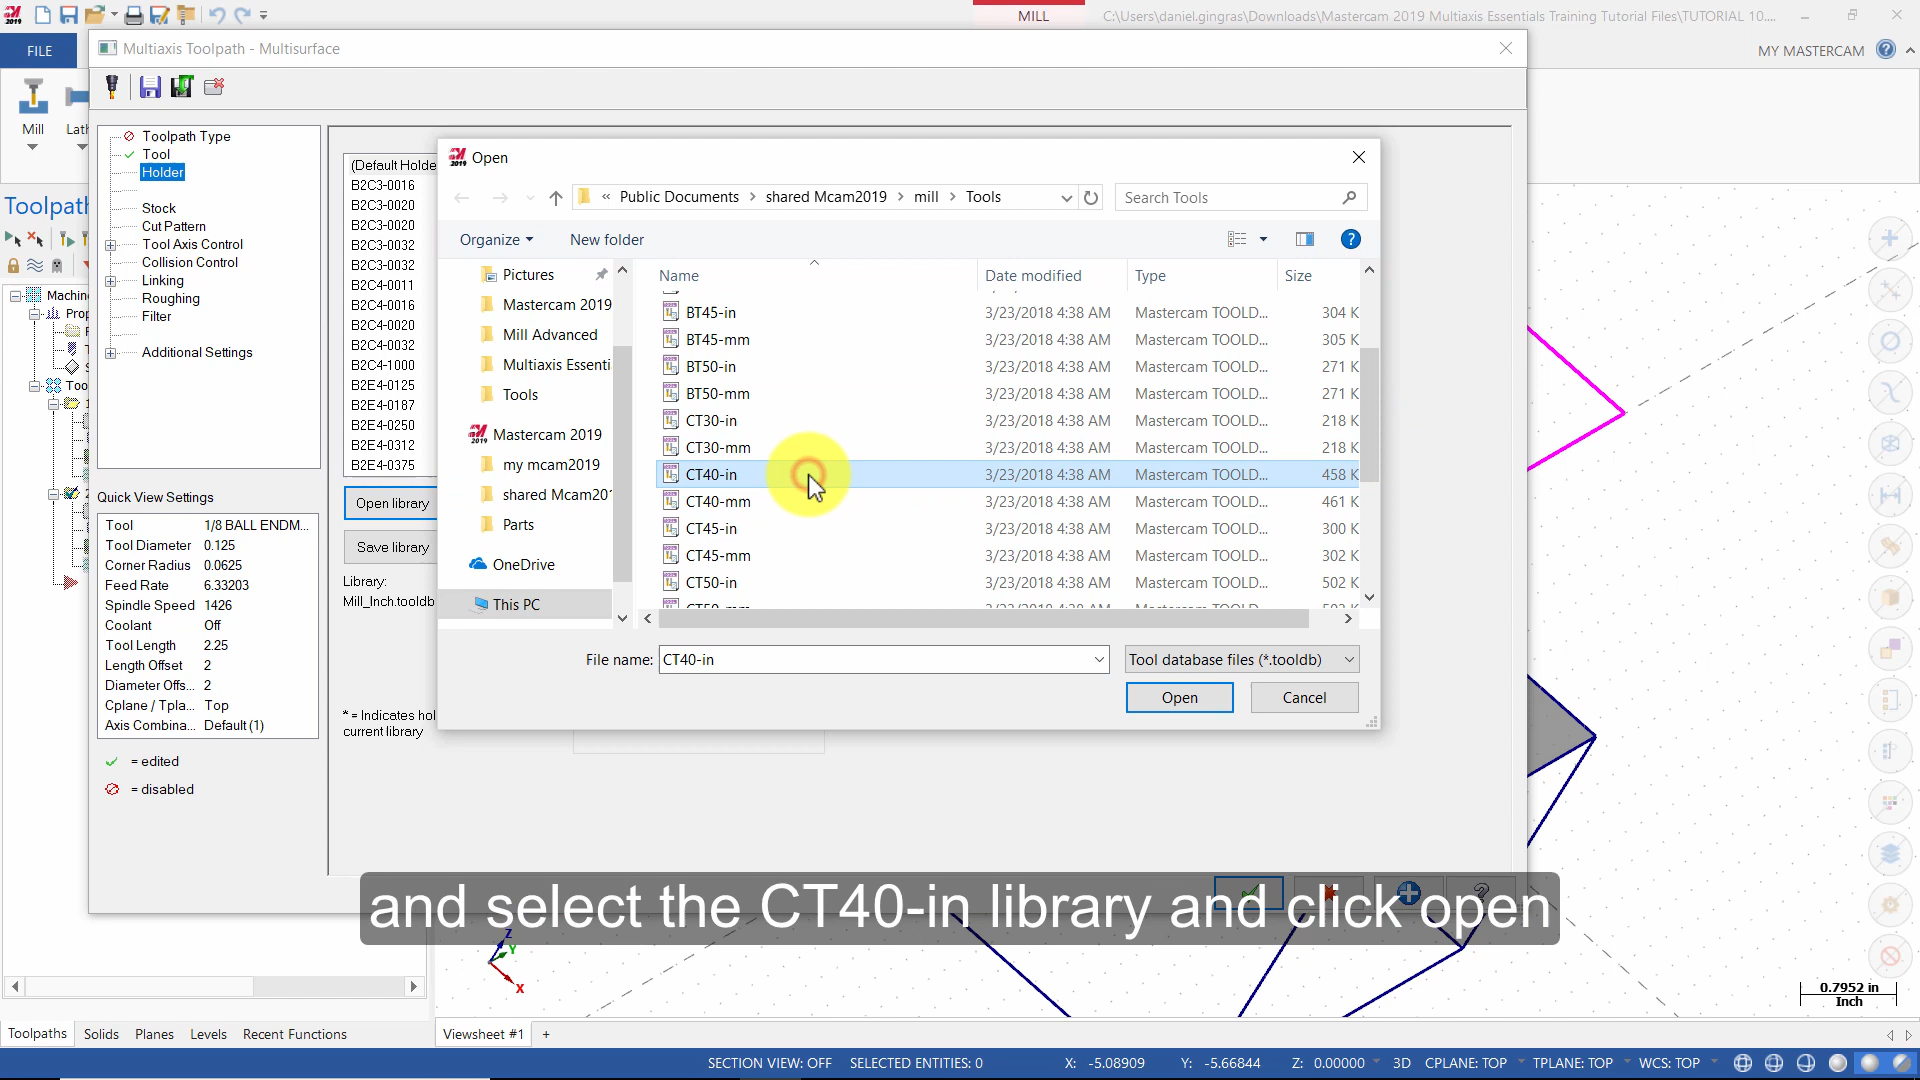 MILL
C:\Users\daniel.gingras\Downloads\Mastercam 2019 Multiaxis Essentials Training Tutorial Files\TUTORIAL 10....
FILE
Multiaxis Toolpath - Multisurface
MY MASTERCAM
Mill
Toolpath Type
Tool
Holder
Stock
Cut Pattern
Tool Axis Control
Collision Control
Linking
Roughing
Filter
Additional Settings
Quick View Settings
Tool 1/8 BALL ENDM...
Tool Diameter 0.125
Corner Radius 0.0625
Feed Rate 6.33203
Spindle Speed 1426
Coolant Off
Tool Length 2.25
Length Offset 2
Diameter Offs... 2
Cplane / Tpla... Top
Axis Combina... Default (1)
= edited
= disabled
(Default Holde
B2C3-0016
B2C3-0020
B2C3-0020
B2C3-0032
B2C3-0032
B2C4-0011
B2C4-0016
B2C4-0020
B2C4-0032
B2C4-1000
B2E4-0125
B2E4-0187
B2E4-0250
B2E4-0312
B2E4-0375
Open library
Save library
Library:
Mill_Inch.tooldb
* = Indicates hol
current library
2019 Open
« Public Documents > shared Mcam2019 > mill > Tools
Search Tools
Organize
New folder
Pictures
Mastercam 2019
Mill Advanced
Multiaxis Essenti
Tools
Mastercam 2019
my mcam2019
shared Mcam201
Parts
OneDrive
This PC
Name Date modified Type Size
BT45-in 3/23/2018 4:38 AM Mastercam TOOLD... 304 K
BT45-mm 3/23/2018 4:38 AM Mastercam TOOLD... 305 K
BT50-in 3/23/2018 4:38 AM Mastercam TOOLD... 271 K
BT50-mm 3/23/2018 4:38 AM Mastercam TOOLD... 271 K
CT30-in 3/23/2018 4:38 AM Mastercam TOOLD... 218 K
CT30-mm 3/23/2018 4:38 AM Mastercam TOOLD... 218 K
CT40-in 3/23/2018 4:38 AM Mastercam TOOLD... 458 K
CT40-mm 3/23/2018 4:38 AM Mastercam TOOLD... 461 K
CT45-in 3/23/2018 4:38 AM Mastercam TOOLD... 300 K
CT45-mm 3/23/2018 4:38 AM Mastercam TOOLD... 302 K
CT50-in 3/23/2018 4:38 AM Mastercam TOOLD... 502 K
File name: CT40-in
Tool database files (*.tooldb)
Open
Cancel
and select the CT40-in library and click open
Z
Y
X
0.7952 in
Inch
Toolpaths Solids Planes Levels Recent Functions
Viewsheet #1 +
SECTION VIEW: OFF SELECTED ENTITIES: 0 X: -5.08909 Y: -5.66844 Z: 0.00000 3D CPLANE: TOP TPLANE: TOP WCS: TOP